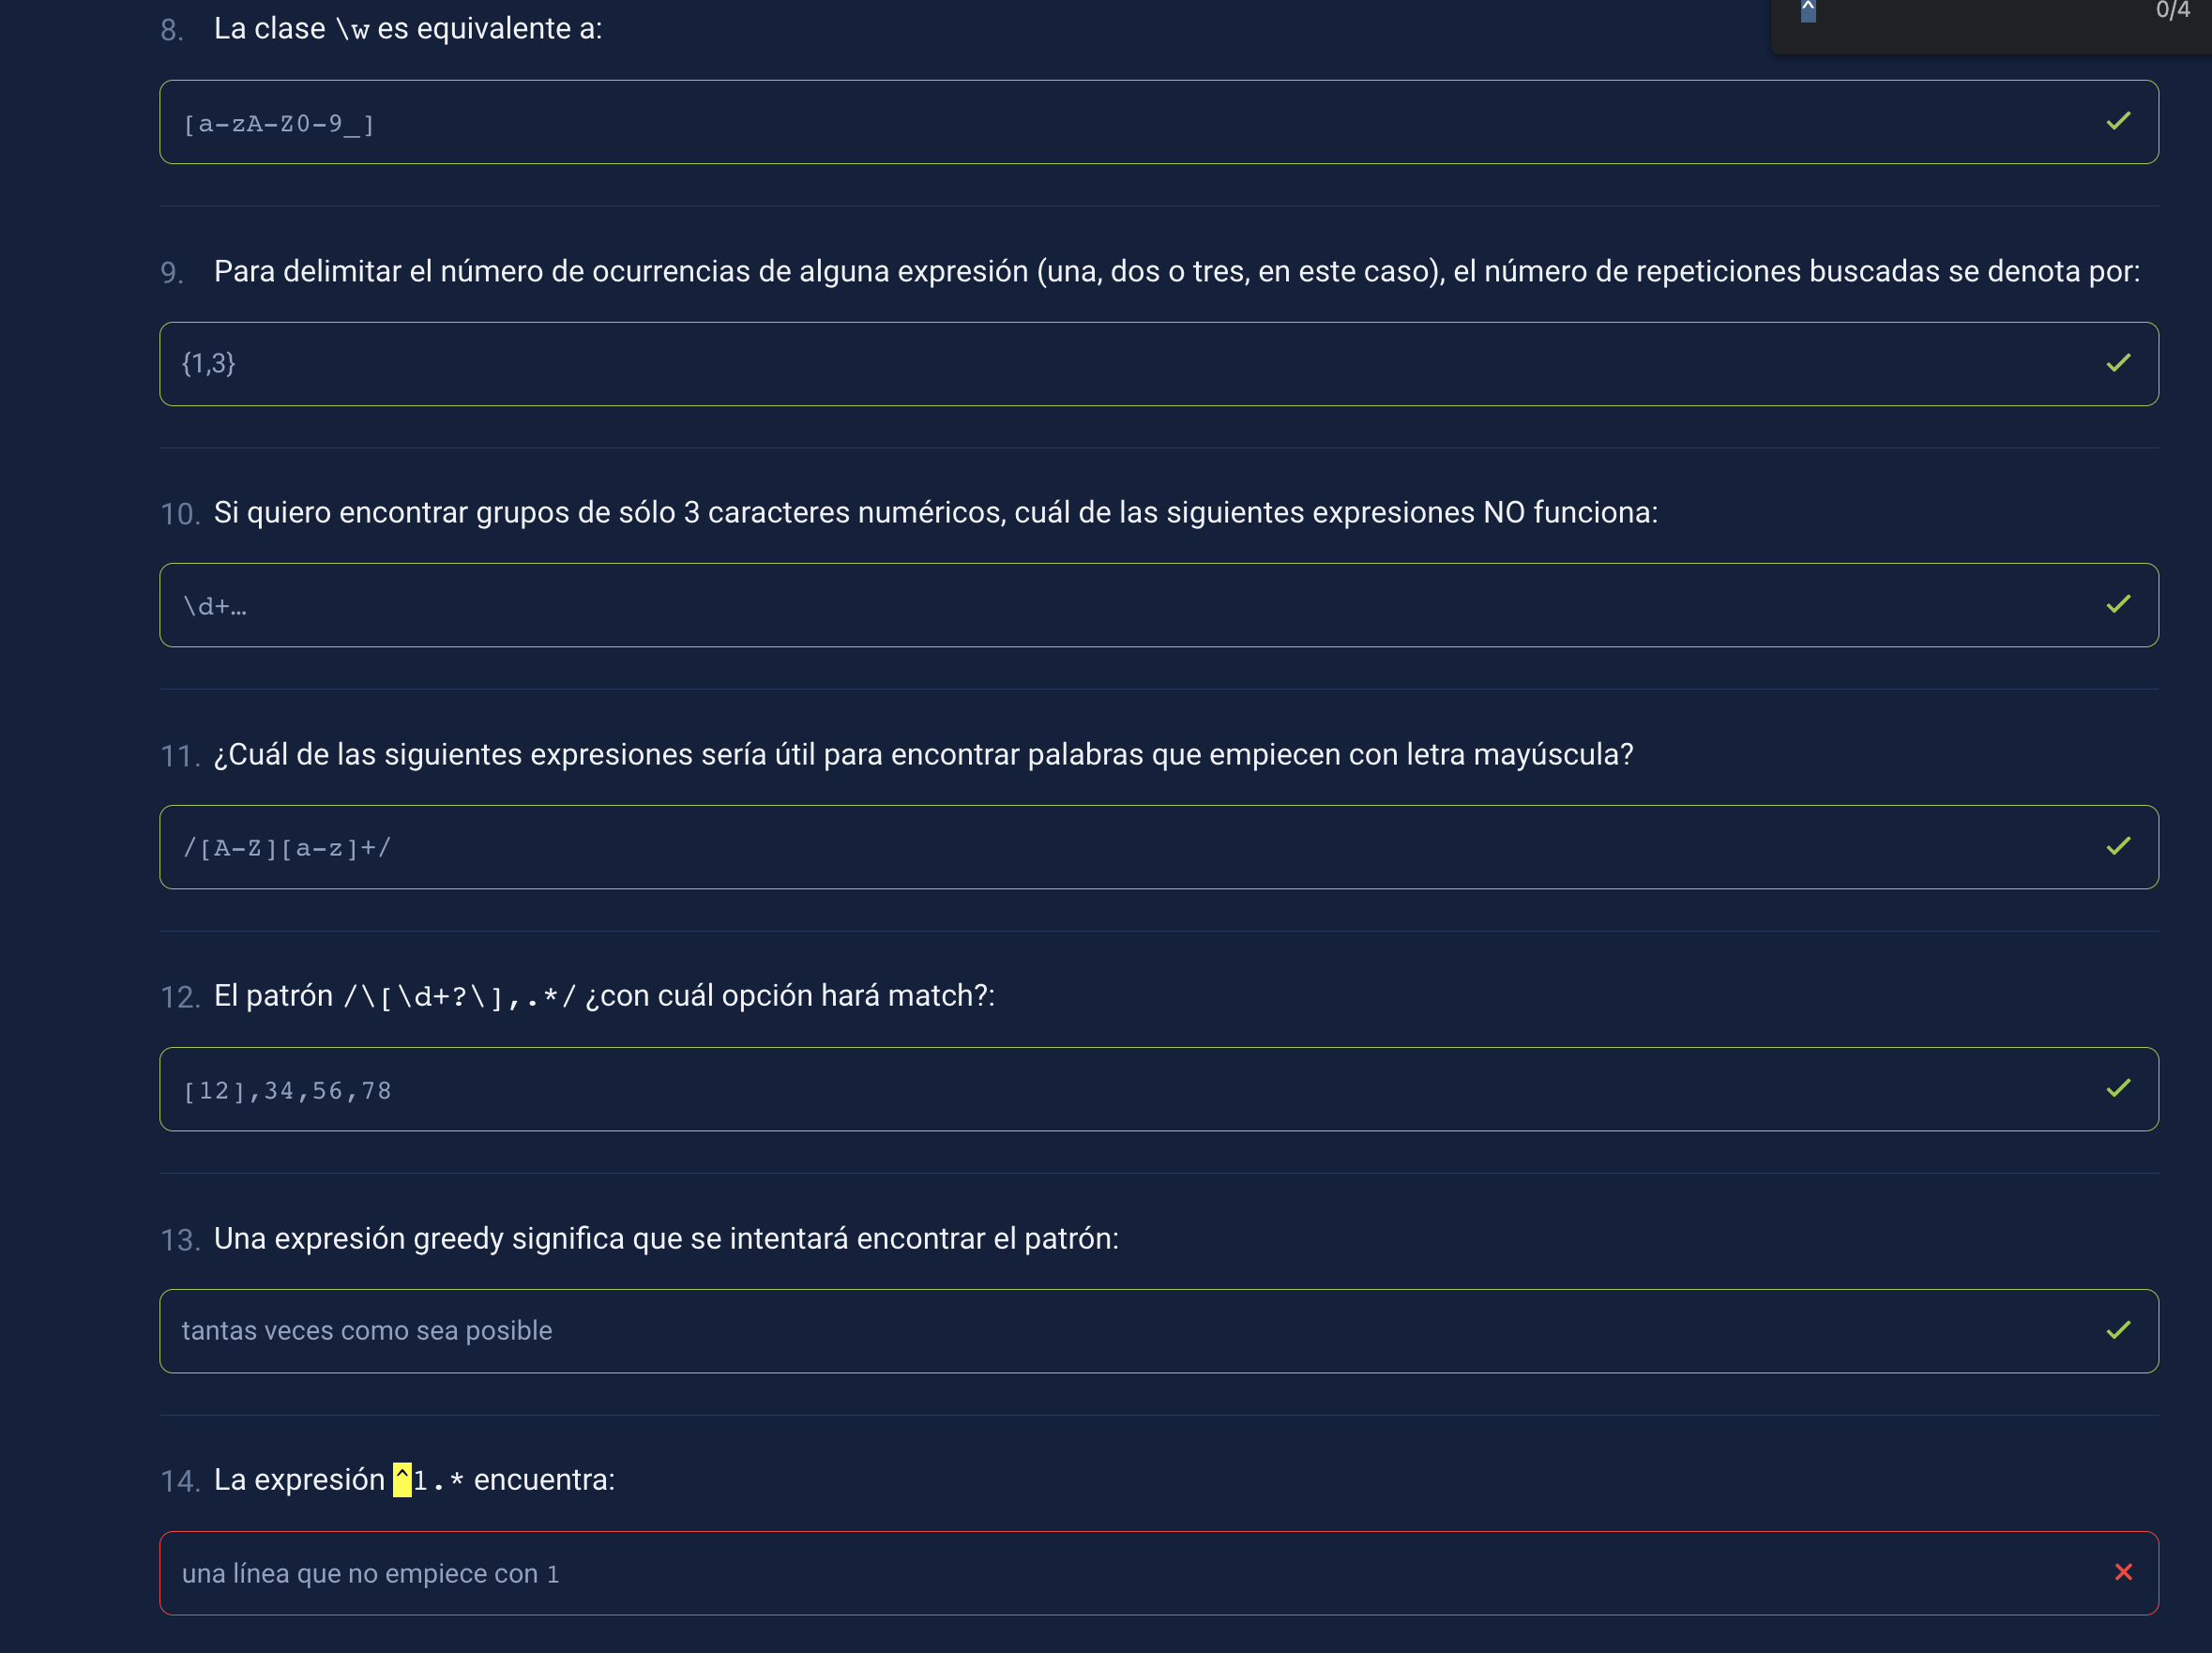 ^ 0/4
8. La clase \w es equivalente a:
[a-zA-Z0-9_]
9. Para delimitar el número de ocurrencias de alguna expresión (una, dos o tres, en este caso), el número de repeticiones buscadas se denota por:
{1,3}
10. Si quiero encontrar grupos de sólo 3 caracteres numéricos, cuál de las siguientes expresiones NO funciona:
\d+…
11. ¿Cuál de las siguientes expresiones sería útil para encontrar palabras que empiecen con letra mayúscula?
/[A-Z][a-z]+/
12. El patrón /\[\d+?\],.*/ ¿con cuál opción hará match?:
[12],34,56,78
13. Una expresión greedy significa que se intentará encontrar el patrón:
tantas veces como sea posible
14. La expresión ^1.* encuentra:
una línea que no empiece con 1